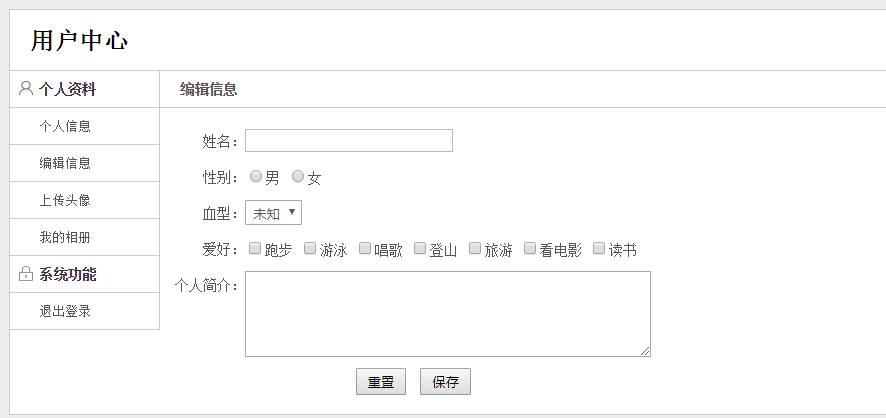 用户中心
个人资料
个人信息
编辑信息
上传头像
我的相册
系统功能
退出登录
编辑信息
姓名:
性别: 男 女
血型: 未知
爱好: 跑步 游泳 唱歌 登山 旅游 看电影 读书
个人简介:
重置 保存